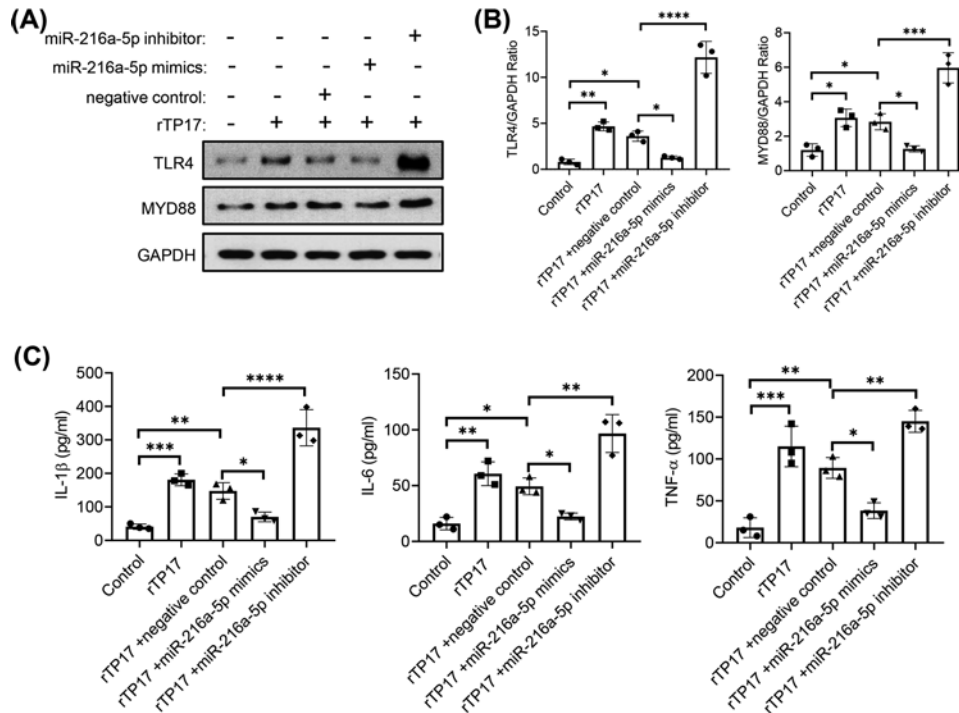 (A)
miR-216a-5p inhibitor: - - - - +
miR-216a-5p mimics: - - - + -
negative control: - - + - -
rTP17: - + + + +
TLR4
MYD88
GAPDH
(B)
TLR4/GAPDH Ratio
15
10
5
0
****
*
**
*
Control
rTP17
rTP17 +negative control
rTP17 +miR-216a-5p mimics
rTP17 +miR-216a-5p inhibitor
MYD88/GAPDH Ratio
8
6
4
2
0
***
*
*
*
Control
rTP17
rTP17 +negative control
rTP17 +miR-216a-5p mimics
rTP17 +miR-216a-5p inhibitor
(C)
IL-1β (pg/ml)
500
400
300
200
100
0
****
**
***
*
Control
rTP17
rTP17 +negative control
rTP17 +miR-216a-5p mimics
rTP17 +miR-216a-5p inhibitor
IL-6 (pg/ml)
150
100
50
0
**
*
**
*
Control
rTP17
rTP17 +negative control
rTP17 +miR-216a-5p mimics
rTP17 +miR-216a-5p inhibitor
TNF-α (pg/ml)
200
150
100
50
0
**
**
***
*
Control
rTP17
rTP17 +negative control
rTP17 +miR-216a-5p mimics
rTP17 +miR-216a-5p inhibitor